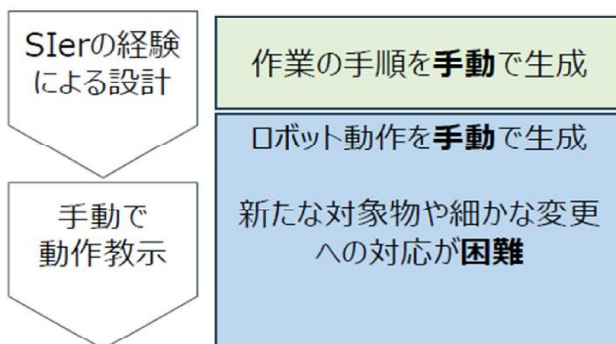 SIerの経験
による設計
作業の手順を手動で生成
ロボット動作を手動で生成
手動で
動作教示
新たな対象物や細かな変更
への対応が困難